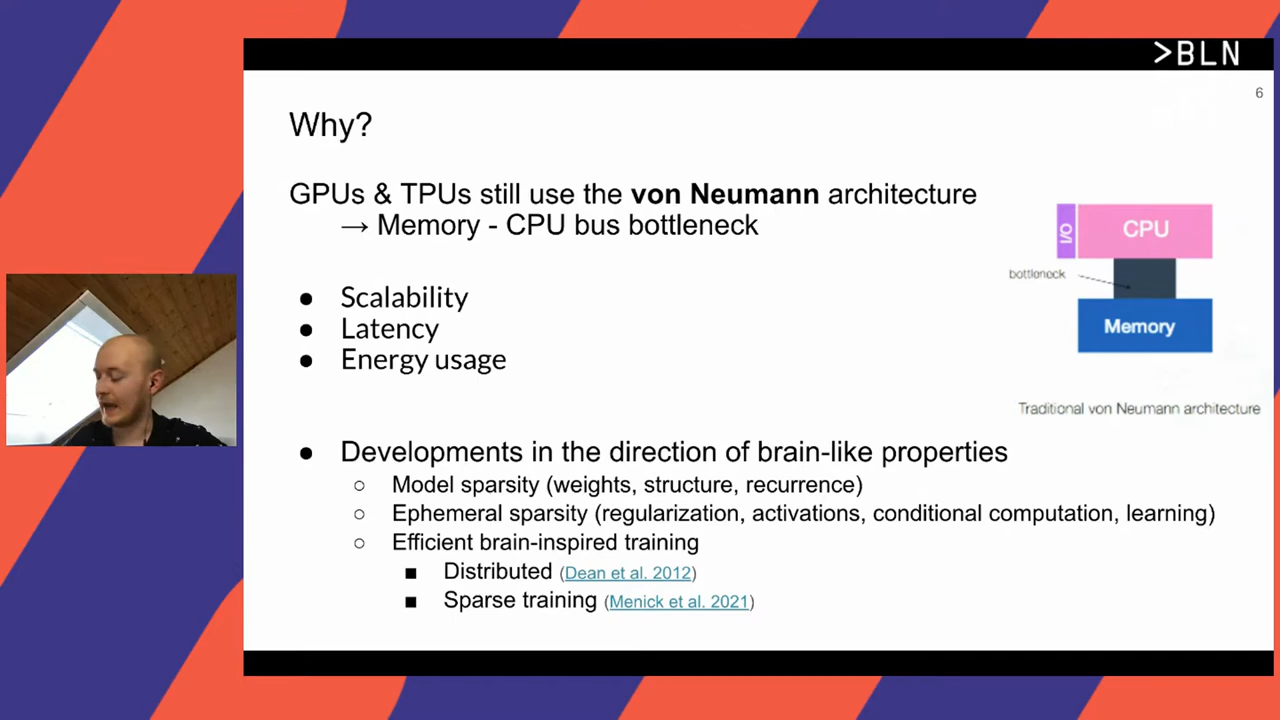 >BLN
6
Why?
GPUs & TPUs still use the von Neumann architecture
→ Memory - CPU bus bottleneck
● Scalability
● Latency
● Energy usage
I/O
CPU
bottleneck
Memory
Traditional von Neumann architecture
● Developments in the direction of brain-like properties
○ Model sparsity (weights, structure, recurrence)
○ Ephemeral sparsity (regularization, activations, conditional computation, learning)
○ Efficient brain-inspired training
■ Distributed (Dean et al. 2012)
■ Sparse training (Menick et al. 2021)